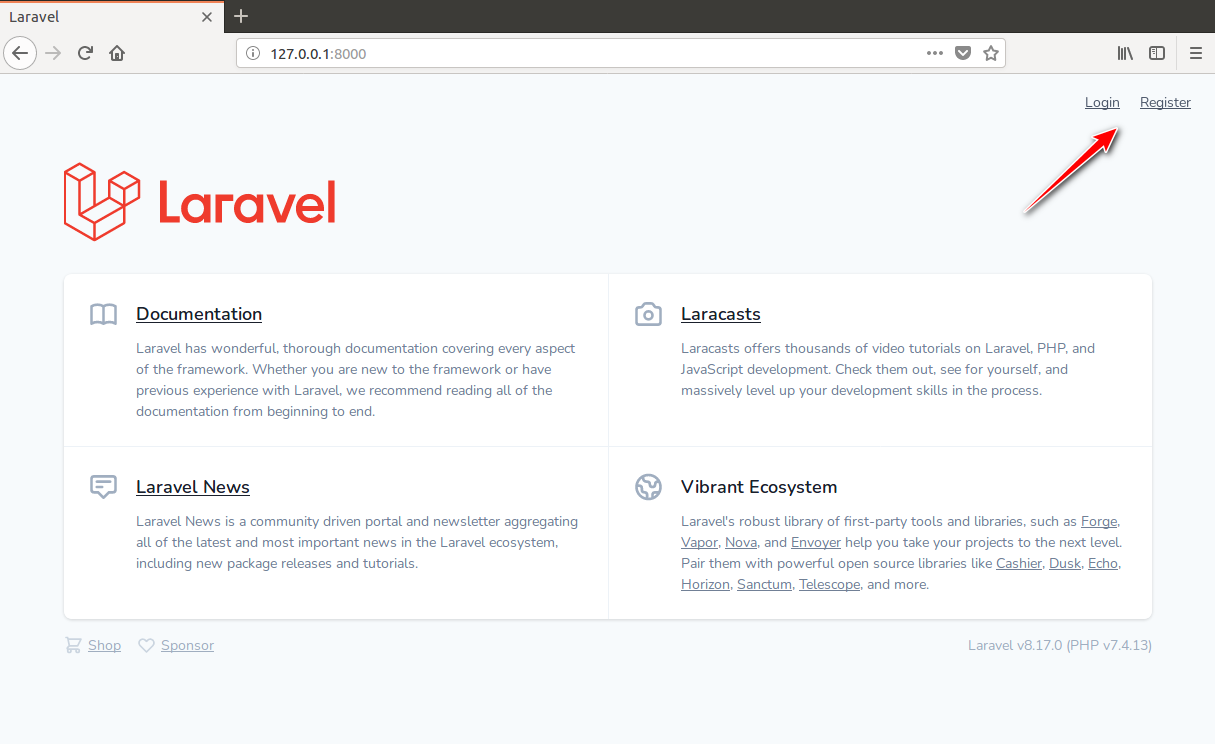 Laravel
127.0.0.1:8000
Login Register
Laravel
Documentation
Laravel has wonderful, thorough documentation covering every aspect
of the framework. Whether you are new to the framework or have
previous experience with Laravel, we recommend reading all of the
documentation from beginning to end.
Laracasts
Laracasts offers thousands of video tutorials on Laravel, PHP, and
JavaScript development. Check them out, see for yourself, and
massively level up your development skills in the process.
Laravel News
Laravel News is a community driven portal and newsletter aggregating
all of the latest and most important news in the Laravel ecosystem,
including new package releases and tutorials.
Vibrant Ecosystem
Laravel's robust library of first-party tools and libraries, such as Forge,
Vapor, Nova, and Envoyer help you take your projects to the next level.
Pair them with powerful open source libraries like Cashier, Dusk, Echo,
Horizon, Sanctum, Telescope, and more.
Shop Sponsor
Laravel v8.17.0 (PHP v7.4.13)